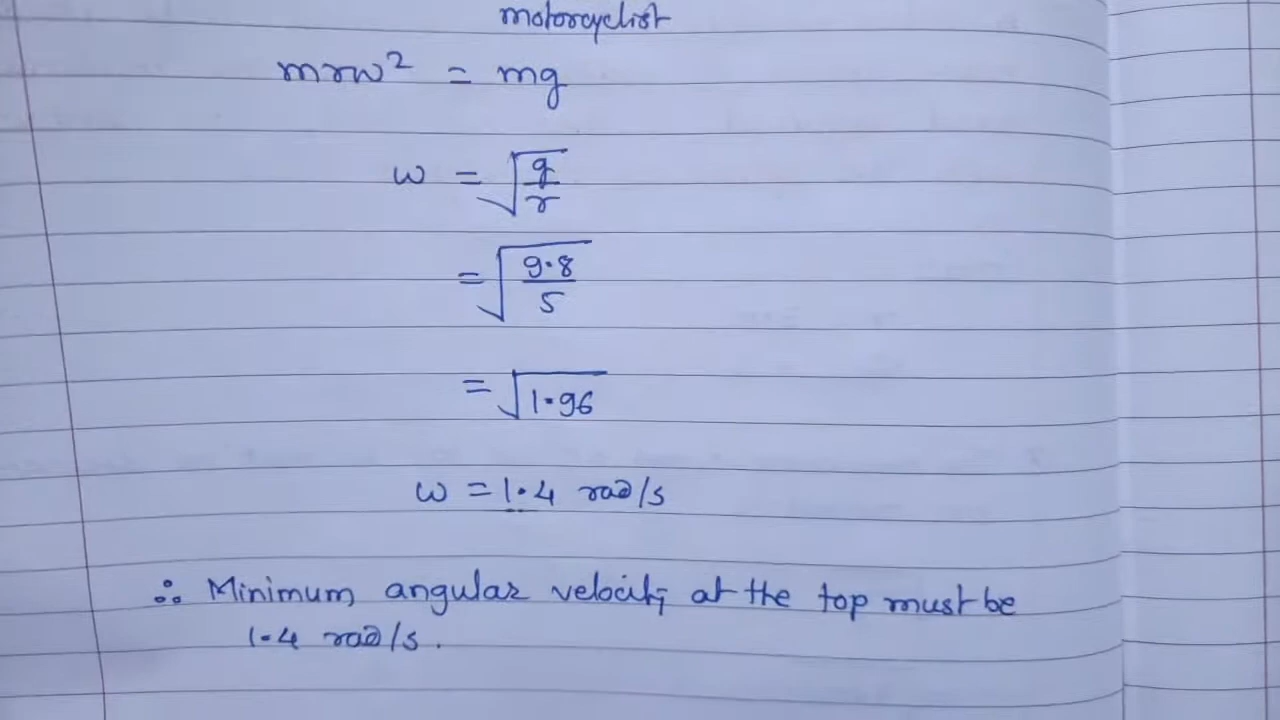 motorcyclist
mrω² = mg
ω = √(g/r)
= √(9.8/5)
= √1.96
ω = 1.4 rad/s
∴ Minimum angular velocity at the top must be
1.4 rad/s.